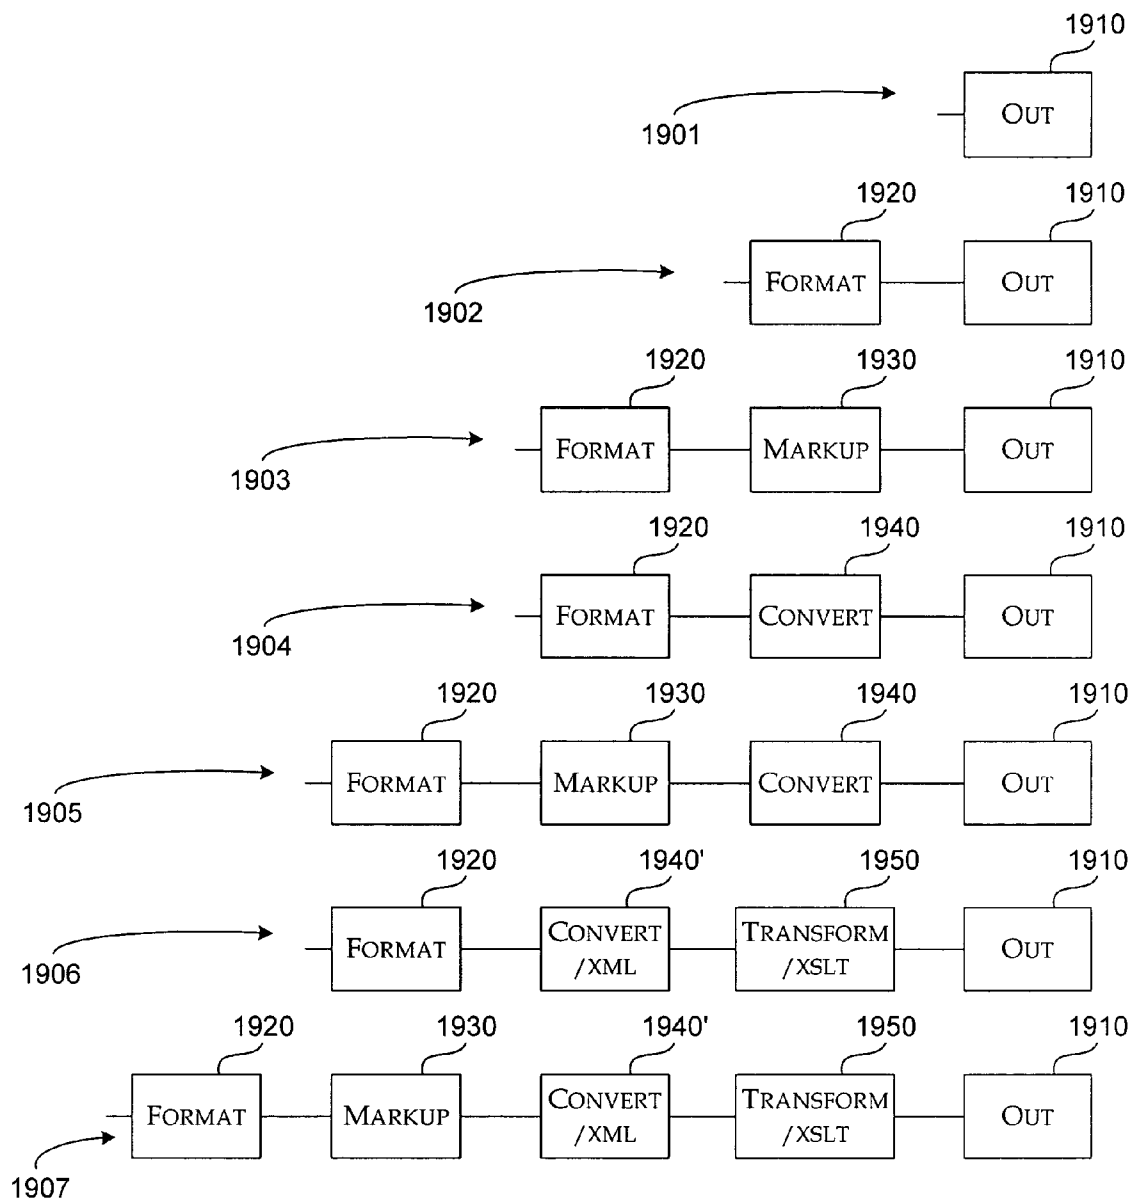 1910
1901
OUT
1920 1910
1902
FORMAT OUT
1920 1930 1910
1903
FORMAT MARKUP OUT
1920 1940 1910
1904
FORMAT CONVERT OUT
1920 1930 1940 1910
1905
FORMAT MARKUP CONVERT OUT
1920 1940' 1950 1910
1906
FORMAT CONVERT TRANSFORM OUT
/XML /XSLT
1920 1930 1940' 1950 1910
FORMAT MARKUP CONVERT TRANSFORM OUT
/XML /XSLT
1907